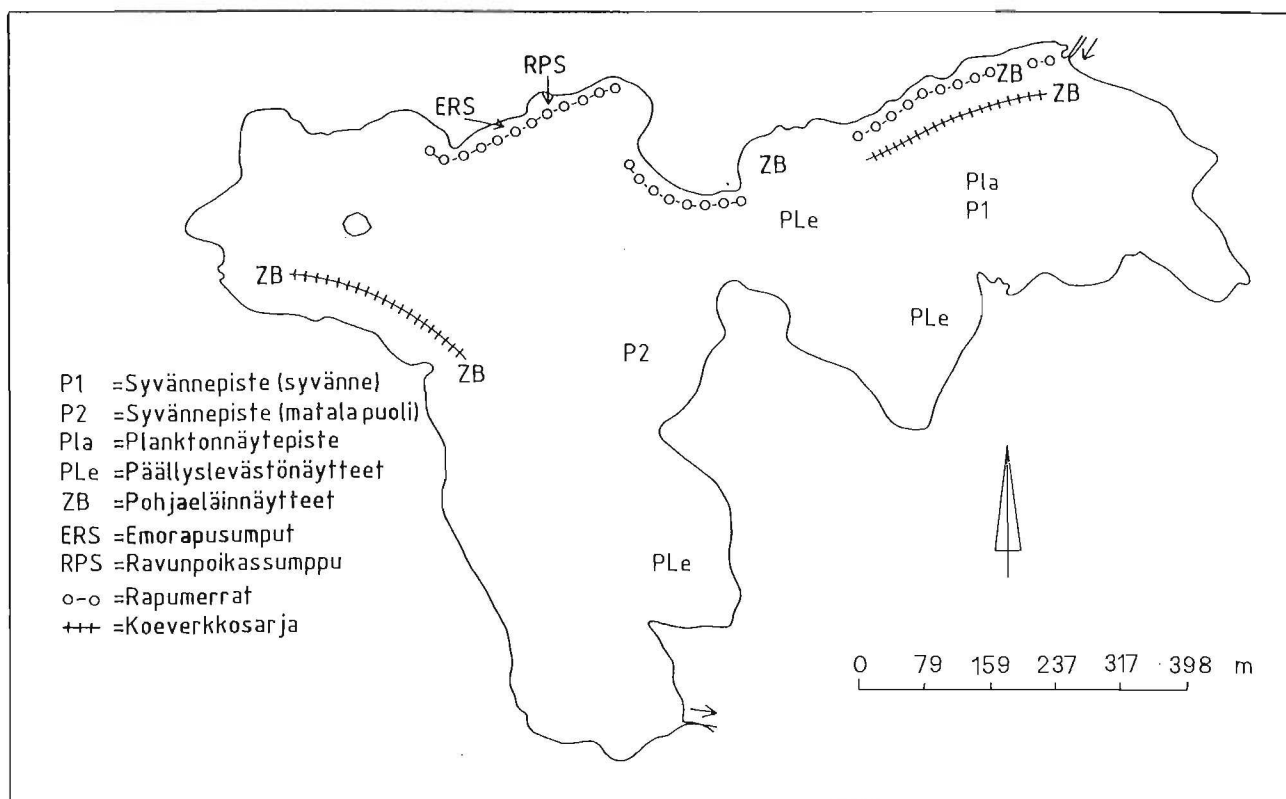 RPS
ERS
ZB
ZB
ZB
Pla
P1
PLe
ZB
PLe
P2
ZB
PLe
P1 =Syvännepiste (syvänne)
P2 =Syvännepiste (matala puoli)
Pla =Planktonnäytepiste
PLe =Päällyslevästönäytteet
ZB =Pohjaeläinnäytteet
ERS =Emorapusumput
RPS =Ravunpoikassumppu
o-o =Rapumerrat
=Koeverkkosarja
0 79 159 237 317 398 m